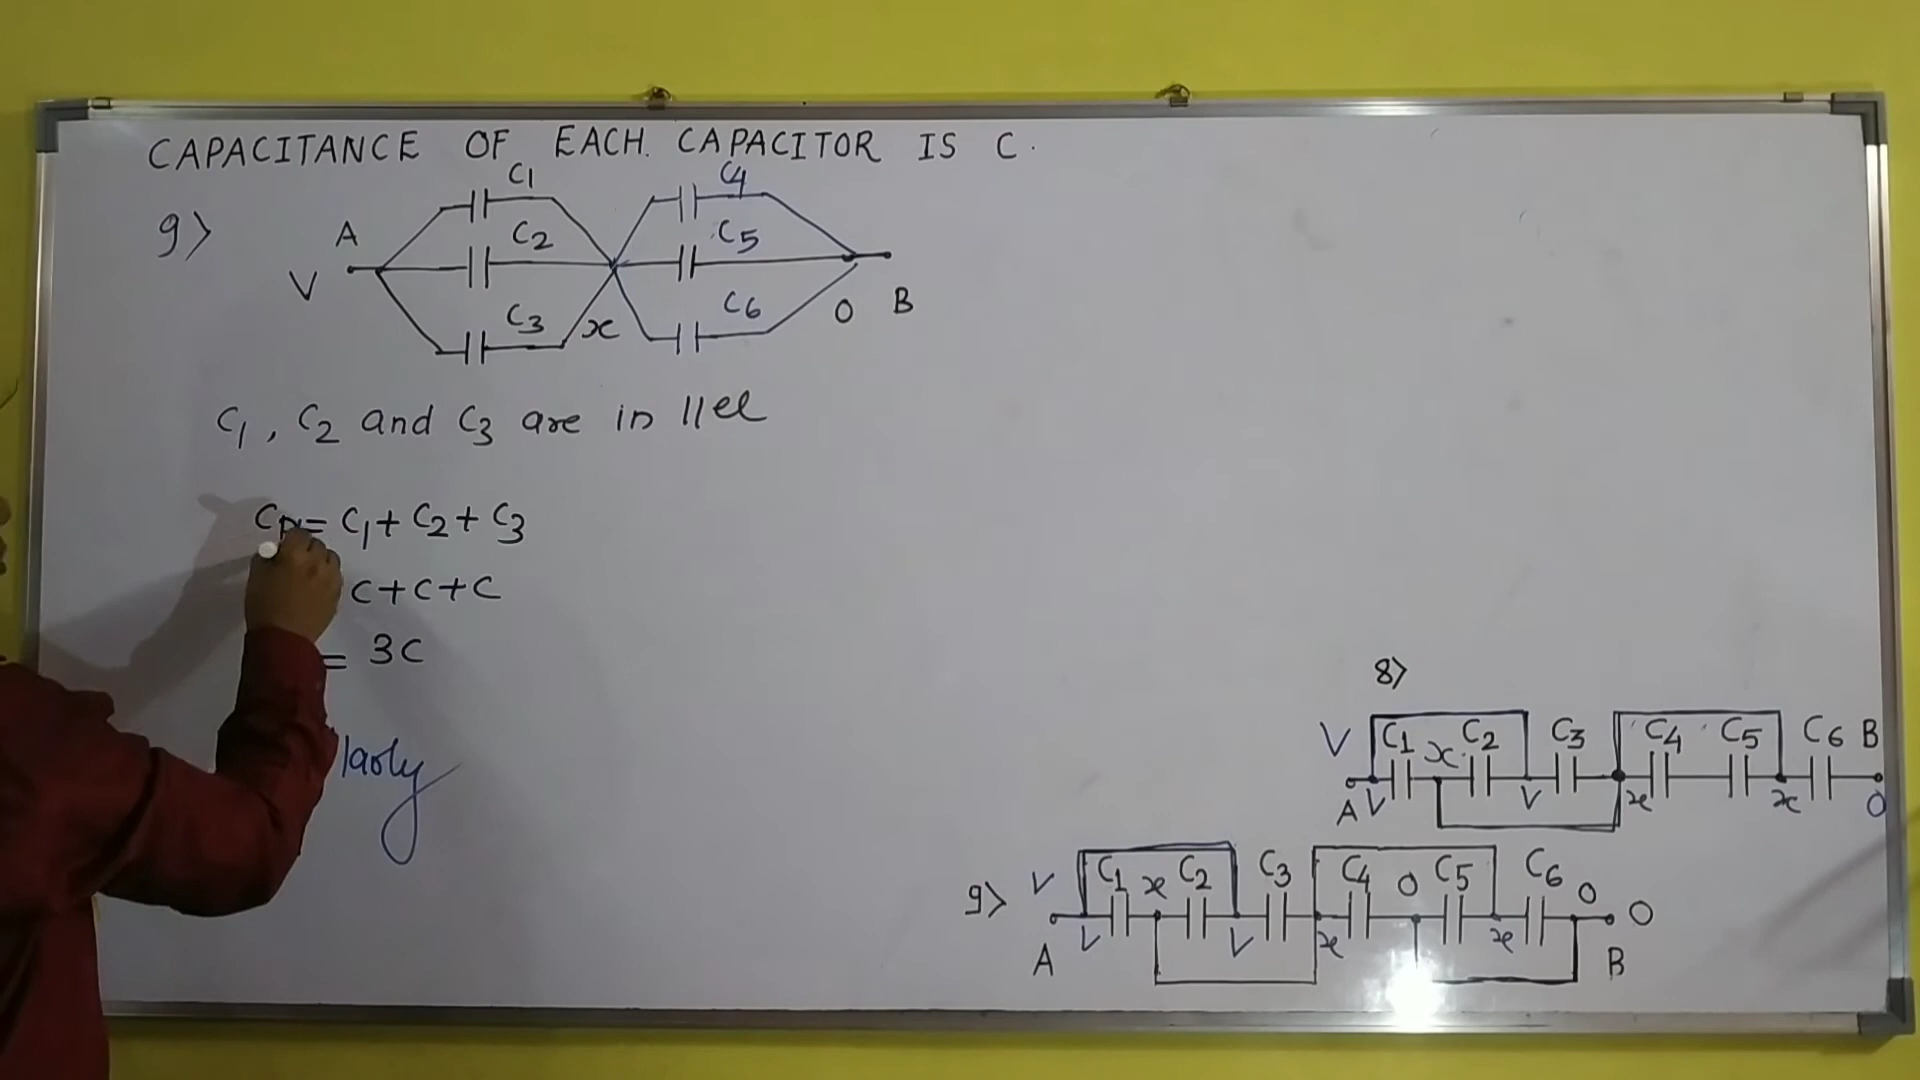 CAPACITANCE OF EACH. CAPACITOR IS C.
9>
A
V
C1
C2
C3
x
C4
C5
C6
O
B
C1, C2 and C3 are in ||el
Cp = C1 + C2 + C3
C + C + C
= 3C
larly
8>
V
C1
x
C2
C3
C4
C5
C6
B
A
V
V
x
x
O
9>
V
C1
x
C2
C3
C4
O
C5
C6
O
O
A
V
V
x
x
B